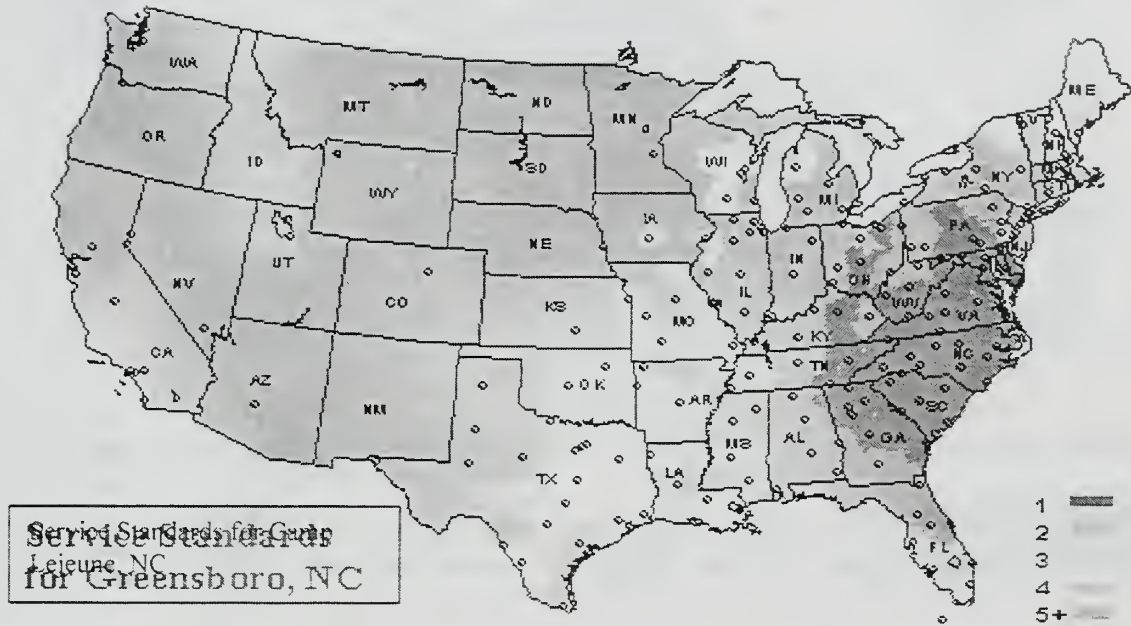 WA
MT
ND
MN
ME
OR
ID
SD
WI
NY
WY
MI
IA
PA
NE
NV
UT
CO
IL
IN
OH
WV
VA
KS
MO
KY
CA
NC
TN
AZ
NM
OK
AR
SC
MS
AL
GA
TX
LA
FL
1
2
3
4
5+
Service Standards for Camp
Lejeune, NC
Service Standards
for Greensboro, NC